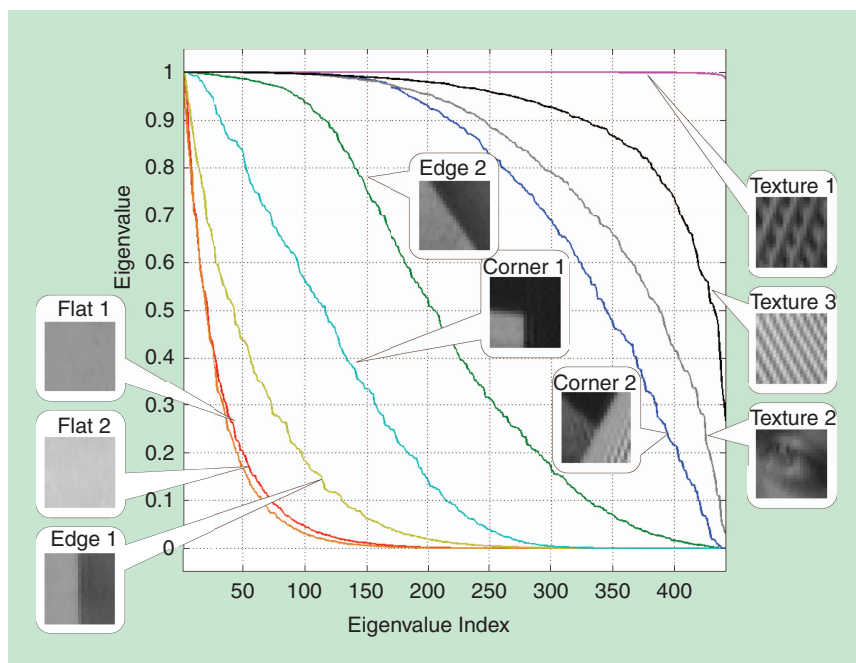 1
0.9
0.8
0.7
0.6
0.5
0.4
0.3
0.2
0.1
0
Eigenvalue
50 100 150 200 250 300 350 400
Eigenvalue Index
Flat 1
Flat 2
Edge 1
Edge 2
Corner 1
Corner 2
Texture 1
Texture 3
Texture 2